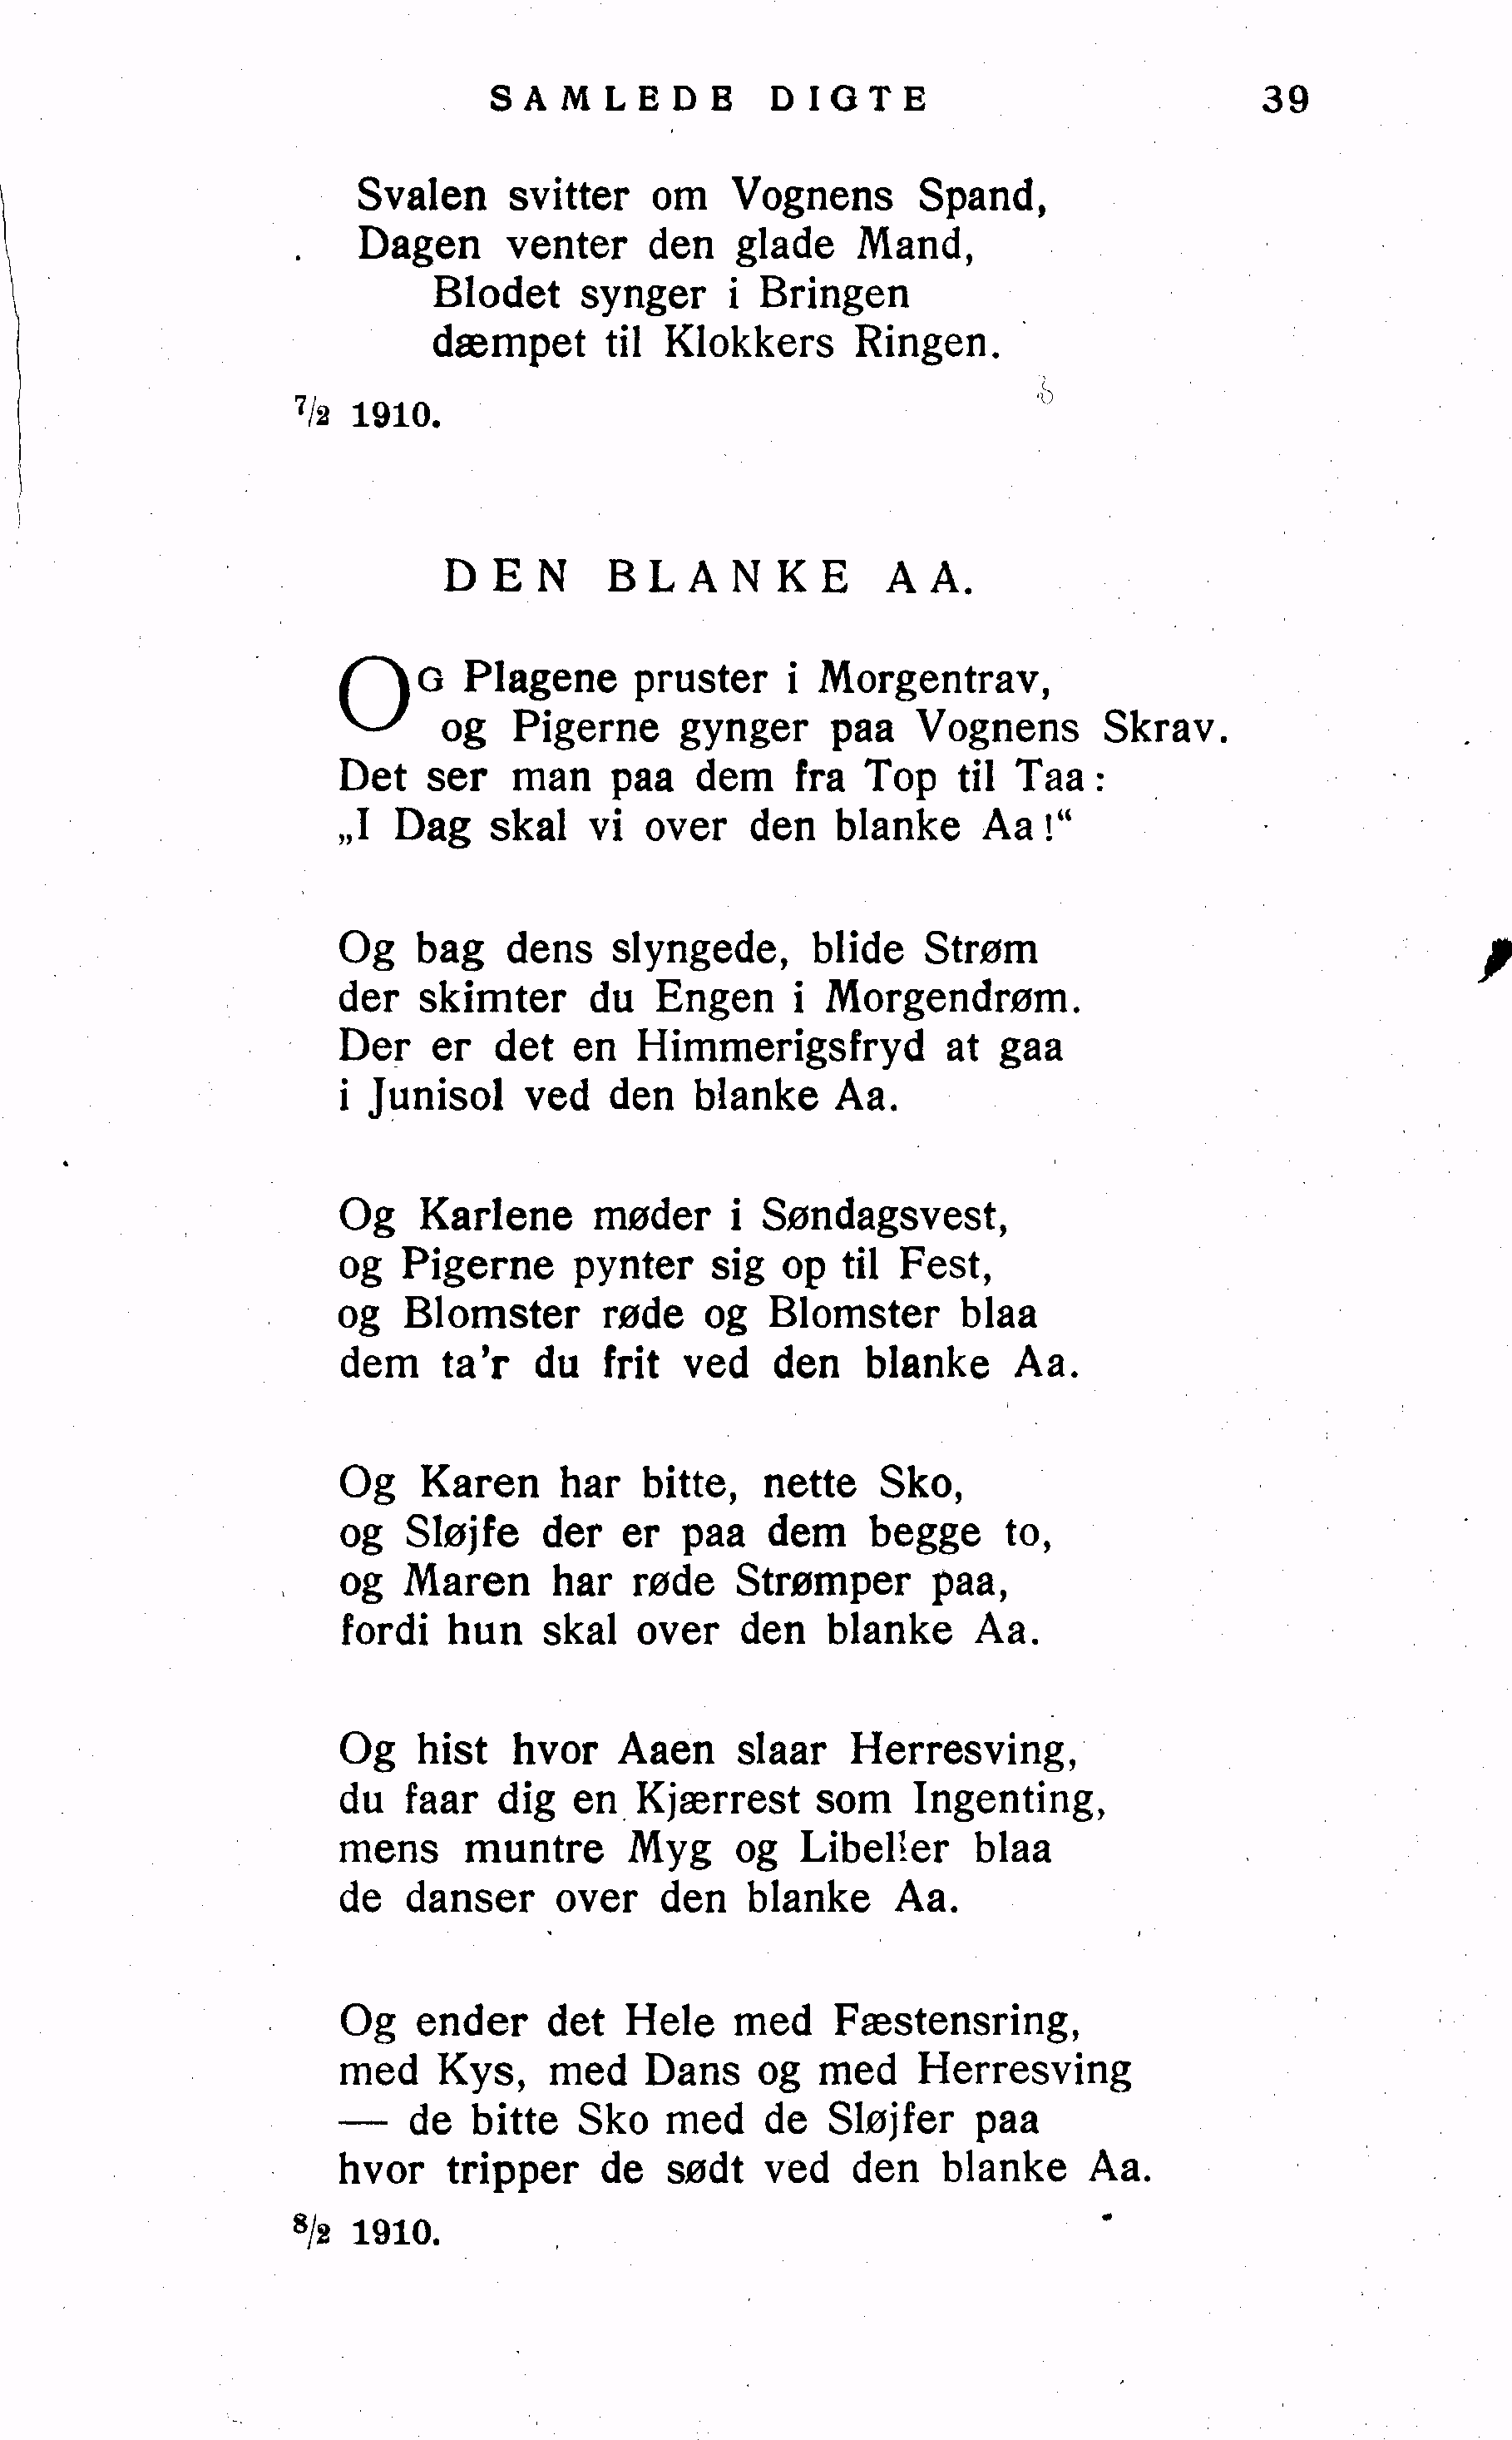 SAMLEDE DIGTE 39
Svalen svitter om Vognens Spand,
Dagen venter den glade Mand,
Blodet synger i Bringen
dæmpet til Klokkers Ringen.
7/2 1910.
DEN BLANKE AA.
OG Plagene pruster i Morgentrav,
og Pigerne gynger paa Vognens Skrav.
Det ser man paa dem fra Top til Taa:
„I Dag skal vi over den blanke Aa!“
Og bag dens slyngede, blide Strøm
der skimter du Engen i Morgendrøm.
Der er det en Himmerigsfryd at gaa
i Junisol ved den blanke Aa.
Og Karlene møder i Søndagsvest,
og Pigerne pynter sig op til Fest,
og Blomster røde og Blomster blaa
dem ta’r du frit ved den blanke Aa.
Og Karen har bitte, nette Sko,
og Sløjfe der er paa dem begge to,
og Maren har røde Strømper paa,
fordi hun skal over den blanke Aa.
Og hist hvor Aaen slaar Herresving,
du faar dig en Kjærrest som Ingenting,
mens muntre Myg og Libeller blaa
de danser over den blanke Aa.
Og ender det Hele med Fæstensring,
med Kys, med Dans og med Herresving
— de bitte Sko med de Sløjfer paa
hvor tripper de sødt ved den blanke Aa.
8/2 1910.